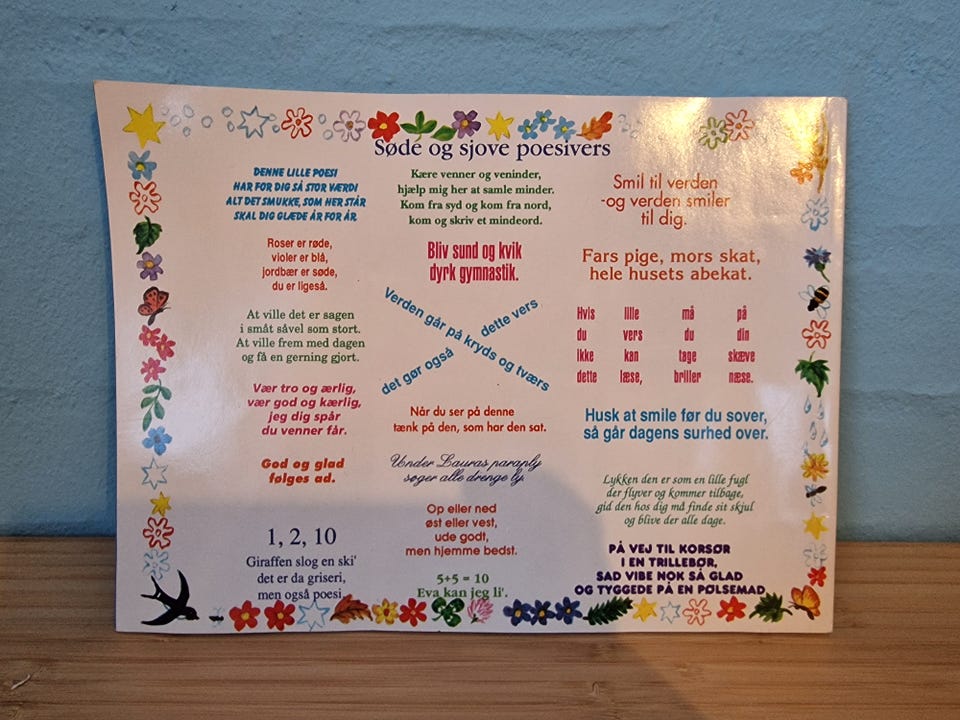 Søde og sjove poesivers
DENNE LILLE POESI
HAR FOR DIG SÅ STOR VÆRDI
ALT DET SMUKKE, SOM HER STÅR
SKAL DIG GLÆDE ÅR FOR ÅR
Roser er røde,
violer er blå,
jordbær er søde,
du er ligeså.
At ville det er sagen
i småt såvel som stort.
At ville frem med dagen
og få en gerning gjort.
Vær tro og ærlig,
vær god og kærlig,
jeg dig spår
du venner får.
God og glad
følges ad.
1, 2, 10
Giraffen slog en ski'
det er da griseri,
men også poesi.
Kære venner og veninder,
hjælp mig her at samle minder.
Kom fra syd og kom fra nord,
kom og skriv et mindeord.
Bliv sund og kvik
dyrk gymnastik.
Verden går på kryds og tværs
det gør også dette vers
Når du ser på denne
tænk på den, som har den sat.
Under Lauras paraply
søger alle drenge ly.
Op eller ned
øst eller vest,
ude godt,
men hjemme bedst.
5+5 = 10
Eva kan jeg li'.
Smil til verden
-og verden smiler
til dig.
Fars pige, mors skat,
hele husets abekat.
Hvis lille må på
du vers du din
ikke kan tage skæve
dette læse, briller næse.
Husk at smile før du sover,
så går dagens surhed over.
Lykken den er som en lille fugl
der flyver og kommer tilbage,
gid den hos dig må finde sit skjul
og blive der alle dage.
PÅ VEJ TIL KORSØR
I EN TRILLEBØR,
SAD VIBE NOK SÅ GLAD
OG TYGGEDE PÅ EN PØLSEMAD